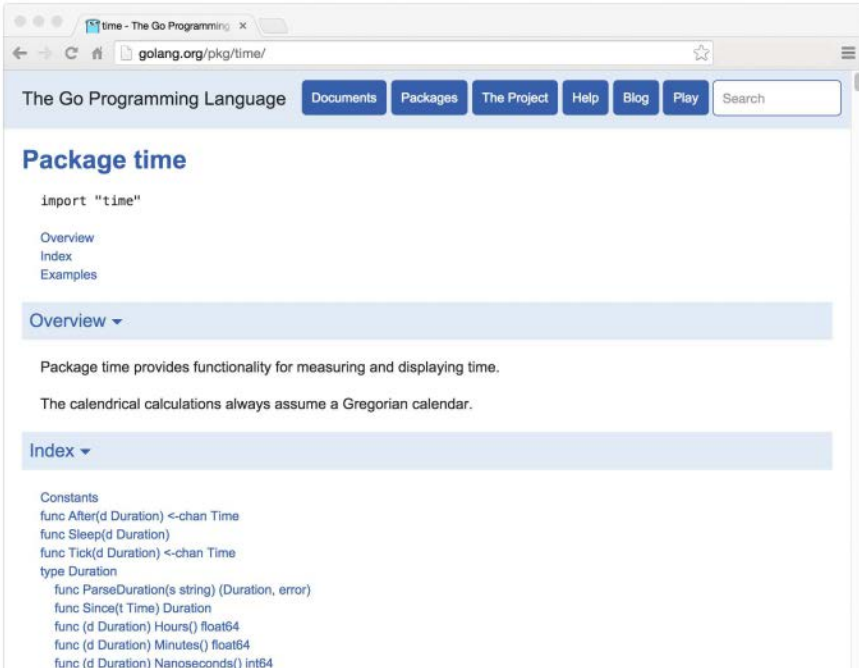 time - The Go Programming
golang.org/pkg/time/
The Go Programming Language Documents Packages The Project Help Blog Play Search
Package time
import "time"
Overview
Index
Examples
Overview
Package time provides functionality for measuring and displaying time.
The calendrical calculations always assume a Gregorian calendar.
Index
Constants
func After(d Duration) <-chan Time
func Sleep(d Duration)
func Tick(d Duration) <-chan Time
type Duration
func ParseDuration(s string) (Duration, error)
func Since(t Time) Duration
func (d Duration) Hours() float64
func (d Duration) Minutes() float64
func (d Duration) Nanoseconds() int64